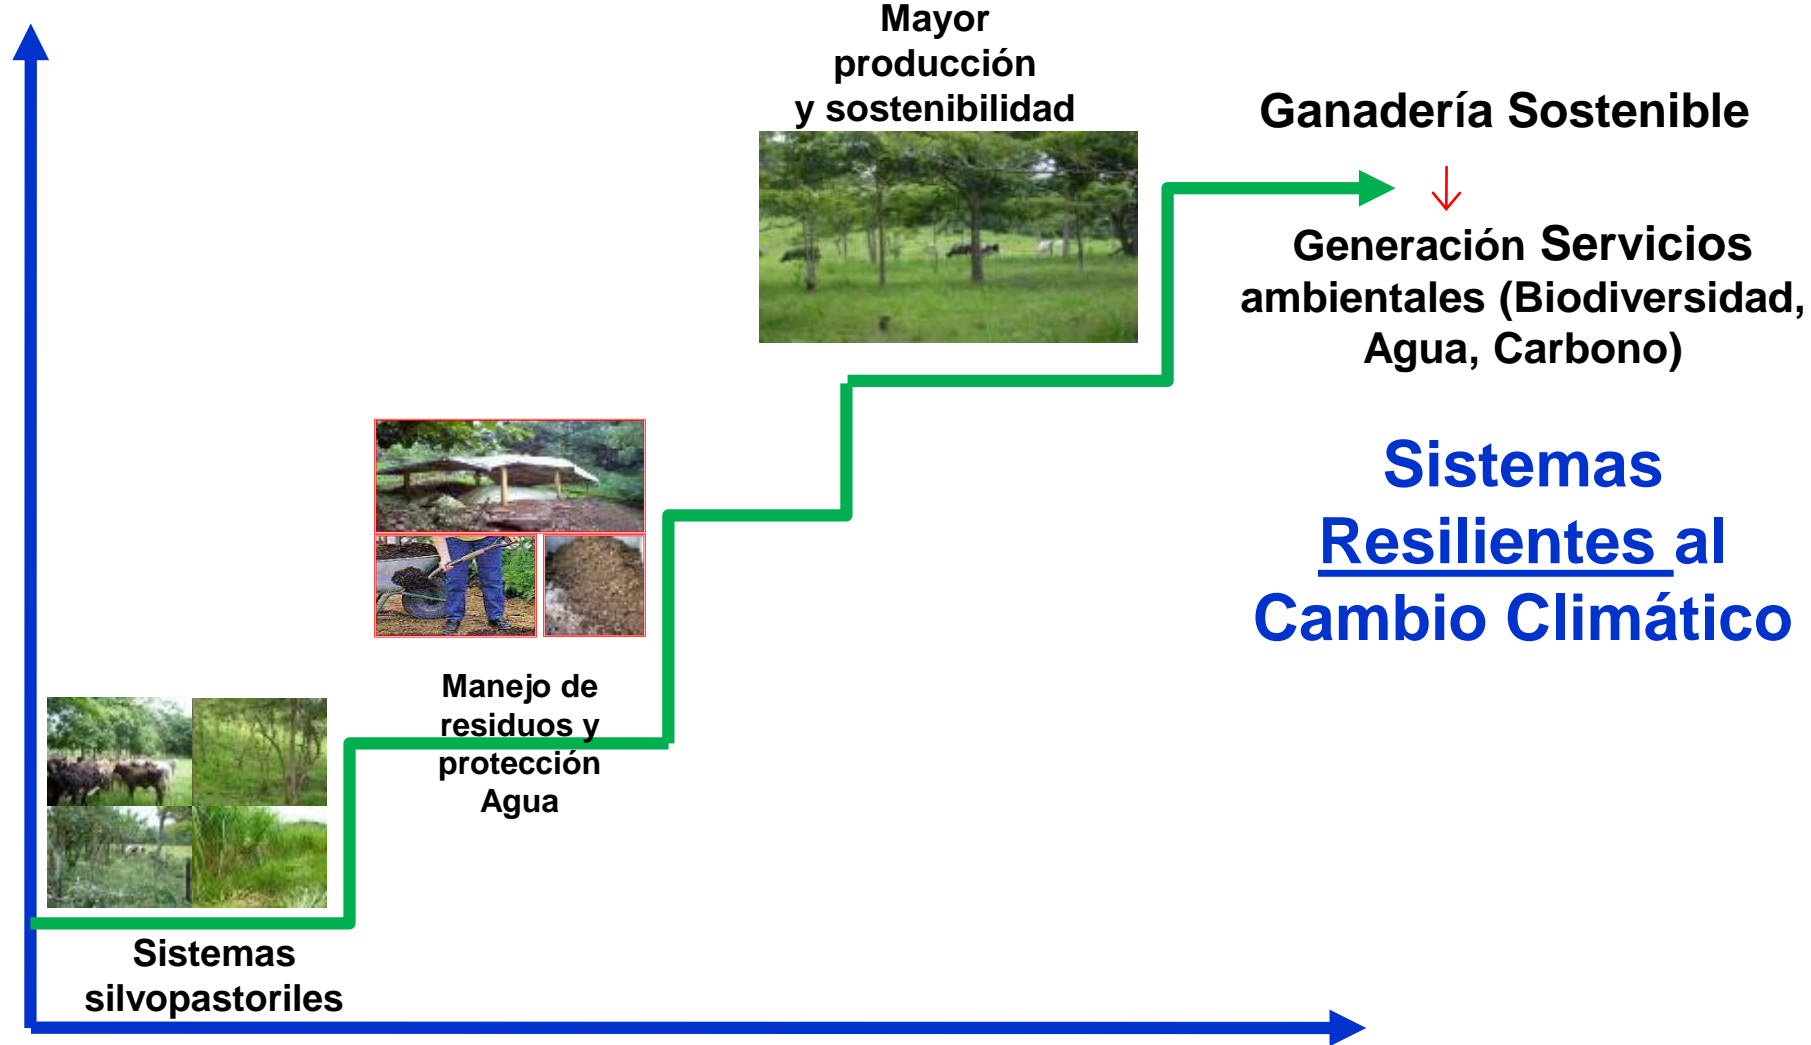 Mayor
producción
y sostenibilidad
Ganadería Sostenible
Generación Servicios
ambientales (Biodiversidad,
Agua, Carbono)
Sistemas
Resilientes al
Cambio Climático
Manejo de
residuos y
protección
Agua
Sistemas
silvopastoriles